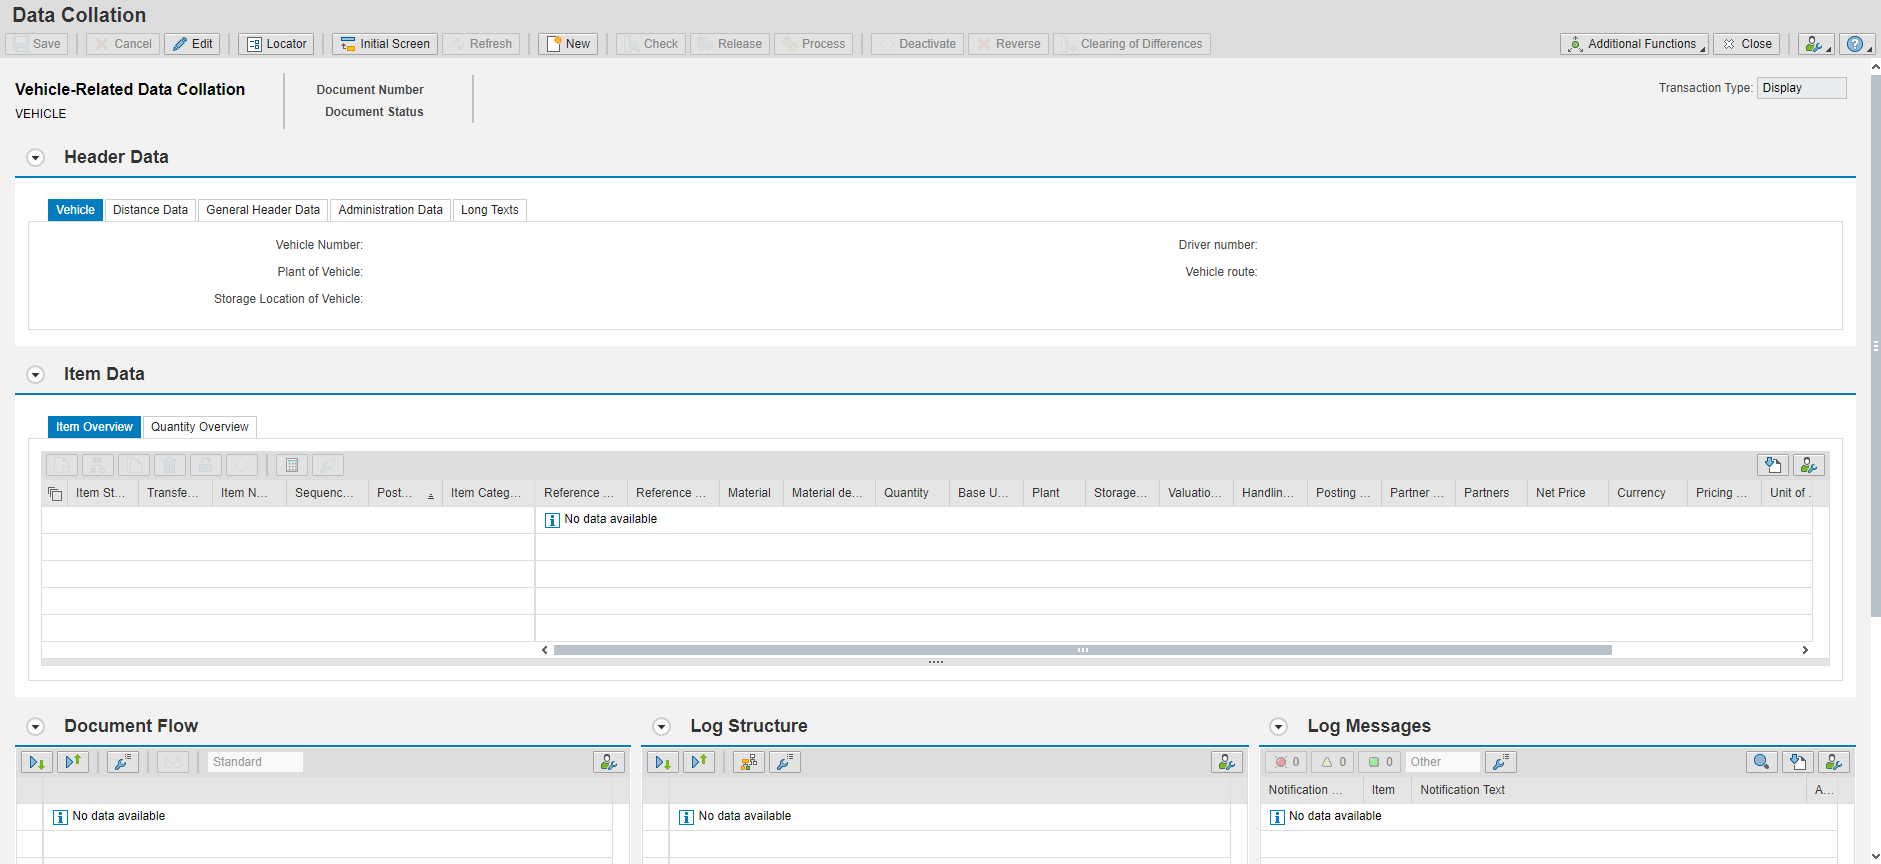 Data Collation
Save Cancel Edit Locator Initial Screen Refresh New Check Release Process Deactivate Reverse Clearing of Differences Additional Functions Close
Vehicle-Related Data Collation
VEHICLE
Document Number
Document Status
Transaction Type: Display
Header Data
Vehicle Distance Data General Header Data Administration Data Long Texts
Vehicle Number: Driver number:
Plant of Vehicle: Vehicle route:
Storage Location of Vehicle:
Item Data
Item Overview Quantity Overview
Item St... Transfe... Item N... Sequenc... Post... Item Categ... Reference ... Reference ... Material Material de... Quantity Base U... Plant Storage... Valuatio... Handlin... Posting ... Partner ... Partners Net Price Currency Pricing ... Unit of .
No data available
Document Flow
Standard
No data available
Log Structure
No data available
Log Messages
0 0 0 Other
Notification ... Item Notification Text A...
No data available